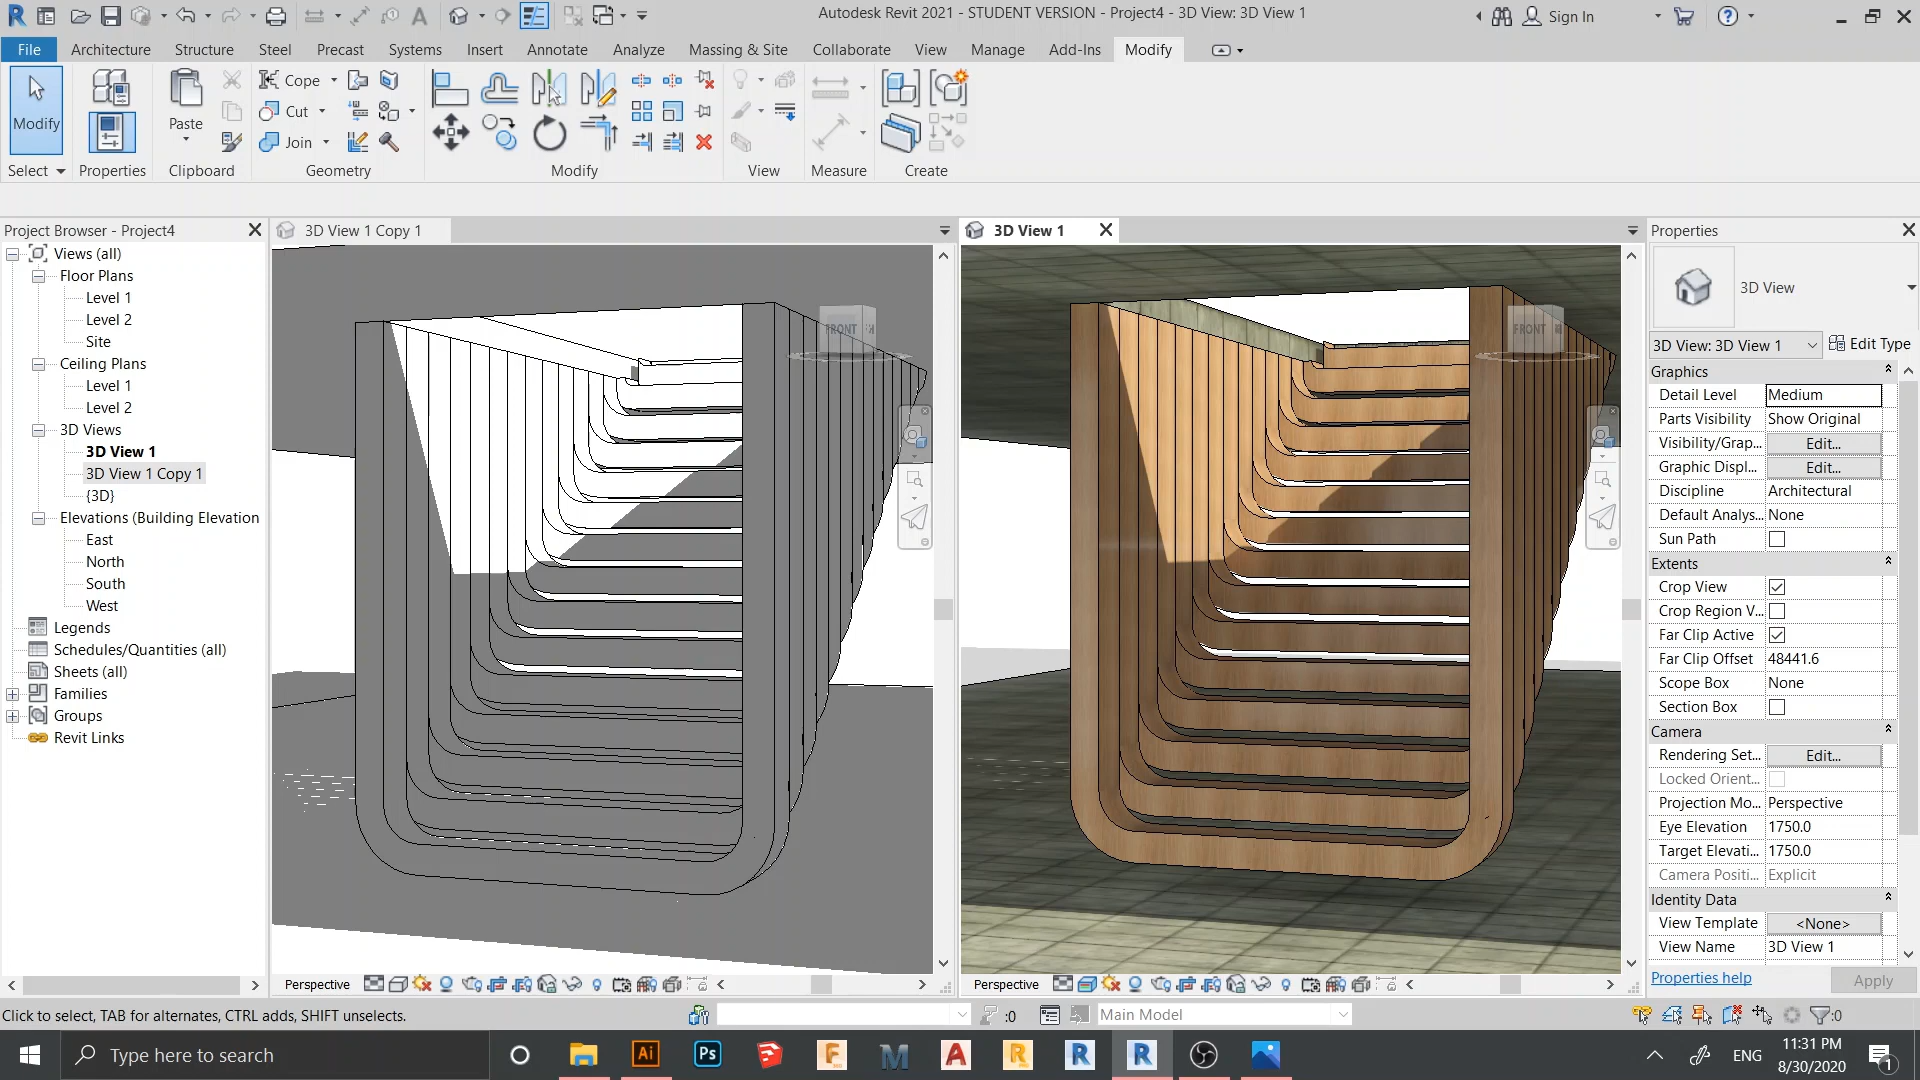 Autodesk Revit 2021 - STUDENT VERSION - Project4 - 3D View: 3D View 1
Sign In
File Architecture Structure Steel Precast Systems Insert Annotate Analyze Massing & Site Collaborate View Manage Add-Ins Modify
Modify
Paste
Cope
Cut
Join
Select Properties Clipboard Geometry Modify View Measure Create
Project Browser - Project4
Views (all)
Floor Plans
Level 1
Level 2
Site
Ceiling Plans
Level 1
Level 2
3D Views
3D View 1
3D View 1 Copy 1
{3D}
Elevations (Building Elevation
East
North
South
West
Legends
Schedules/Quantities (all)
Sheets (all)
Families
Groups
Revit Links
3D View 1 Copy 1
FRONT
Perspective
3D View 1
FRONT
Perspective
Properties
3D View
3D View: 3D View 1 Edit Type
Graphics
Detail Level Medium
Parts Visibility Show Original
Visibility/Grap... Edit...
Graphic Displ... Edit...
Discipline Architectural
Default Analys... None
Sun Path
Extents
Crop View
Crop Region V...
Far Clip Active
Far Clip Offset 48441.6
Scope Box None
Section Box
Camera
Rendering Set... Edit...
Locked Orient...
Projection Mo... Perspective
Eye Elevation 1750.0
Target Elevati... 1750.0
Camera Positi... Explicit
Identity Data
View Template <None>
View Name 3D View 1
Properties help Apply
Click to select, TAB for alternates, CTRL adds, SHIFT unselects.
:0
Main Model
:0
Type here to search
Ai
Ps
ENG
11:31 PM
8/30/2020
1